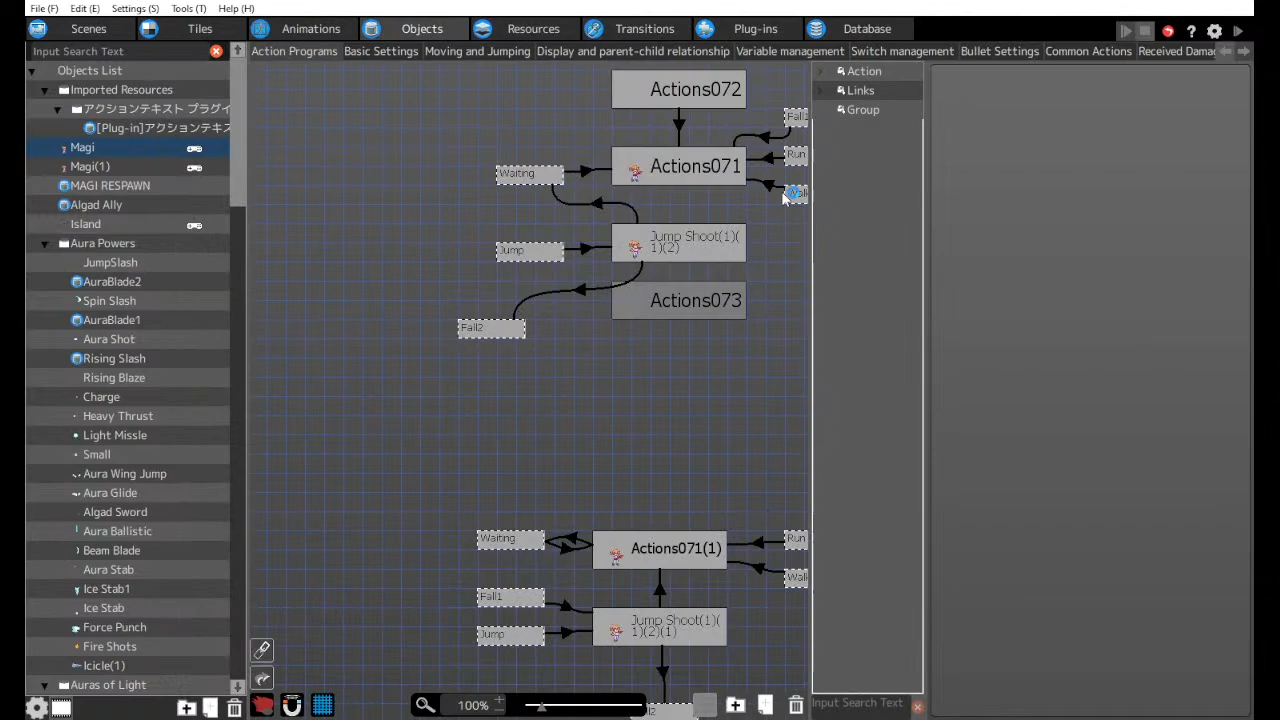 File (F) Edit (E) Settings (S) Tools (T) Help (H)
Scenes Tiles Animations Objects Resources Transitions Plug-ins Database
Input Search Text Action Programs Basic Settings Moving and Jumping Display and parent-child relationship Variable management Switch management Bullet Settings Common Actions Received Damag
Objects List
Imported Resources
アクションテキスト プラグイ
[Plug-in]アクションテキス
Magi
Magi(1)
MAGI RESPAWN
Algad Ally
Island
Aura Powers
JumpSlash
AuraBlade2
Spin Slash
AuraBlade1
Aura Shot
Rising Slash
Rising Blaze
Charge
Heavy Thrust
Light Missle
Small
Aura Wing Jump
Aura Glide
Algad Sword
Aura Ballistic
Beam Blade
Aura Stab
Ice Stab1
Ice Stab
Force Punch
Fire Shots
Icicle(1)
Auras of Light
Actions072
Fall1
Waiting
Actions071
Run
Jump
Jump Shoot(1)(
1)(2)
Actions073
Fall2
Waiting
Actions071(1)
Run
Walk
Fall1
Jump
Jump Shoot(1)(
1)(2)(1)
100%
Action
Links
Group
Input Search Text